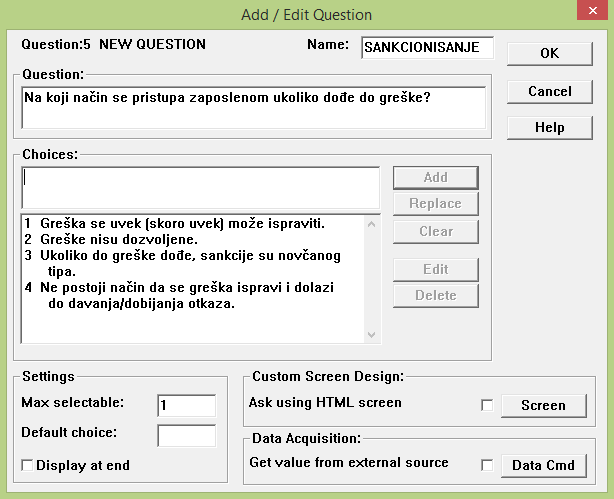 Add / Edit Question
Question:5 NEW QUESTION
Name: SANKCIONISANJE
OK
Question:
Cancel
Na koji način se pristupa zaposlenom ukoliko dođe do greške?
Help
Choices:
Add
Replace
Clear
Edit
Delete
1 Greška se uvek (skoro uvek) može ispraviti.
2 Greške nisu dozvoljene.
3 Ukoliko do greške dođe, sankcije su novčanog
tipa.
4 Ne postoji način da se greška ispravi i dolazi
do davanja/dobijanja otkaza.
Settings
Max selectable: 1
Default choice:
Display at end
Custom Screen Design:
Ask using HTML screen
Screen
Data Acquisition:
Get value from external source
Data Cmd